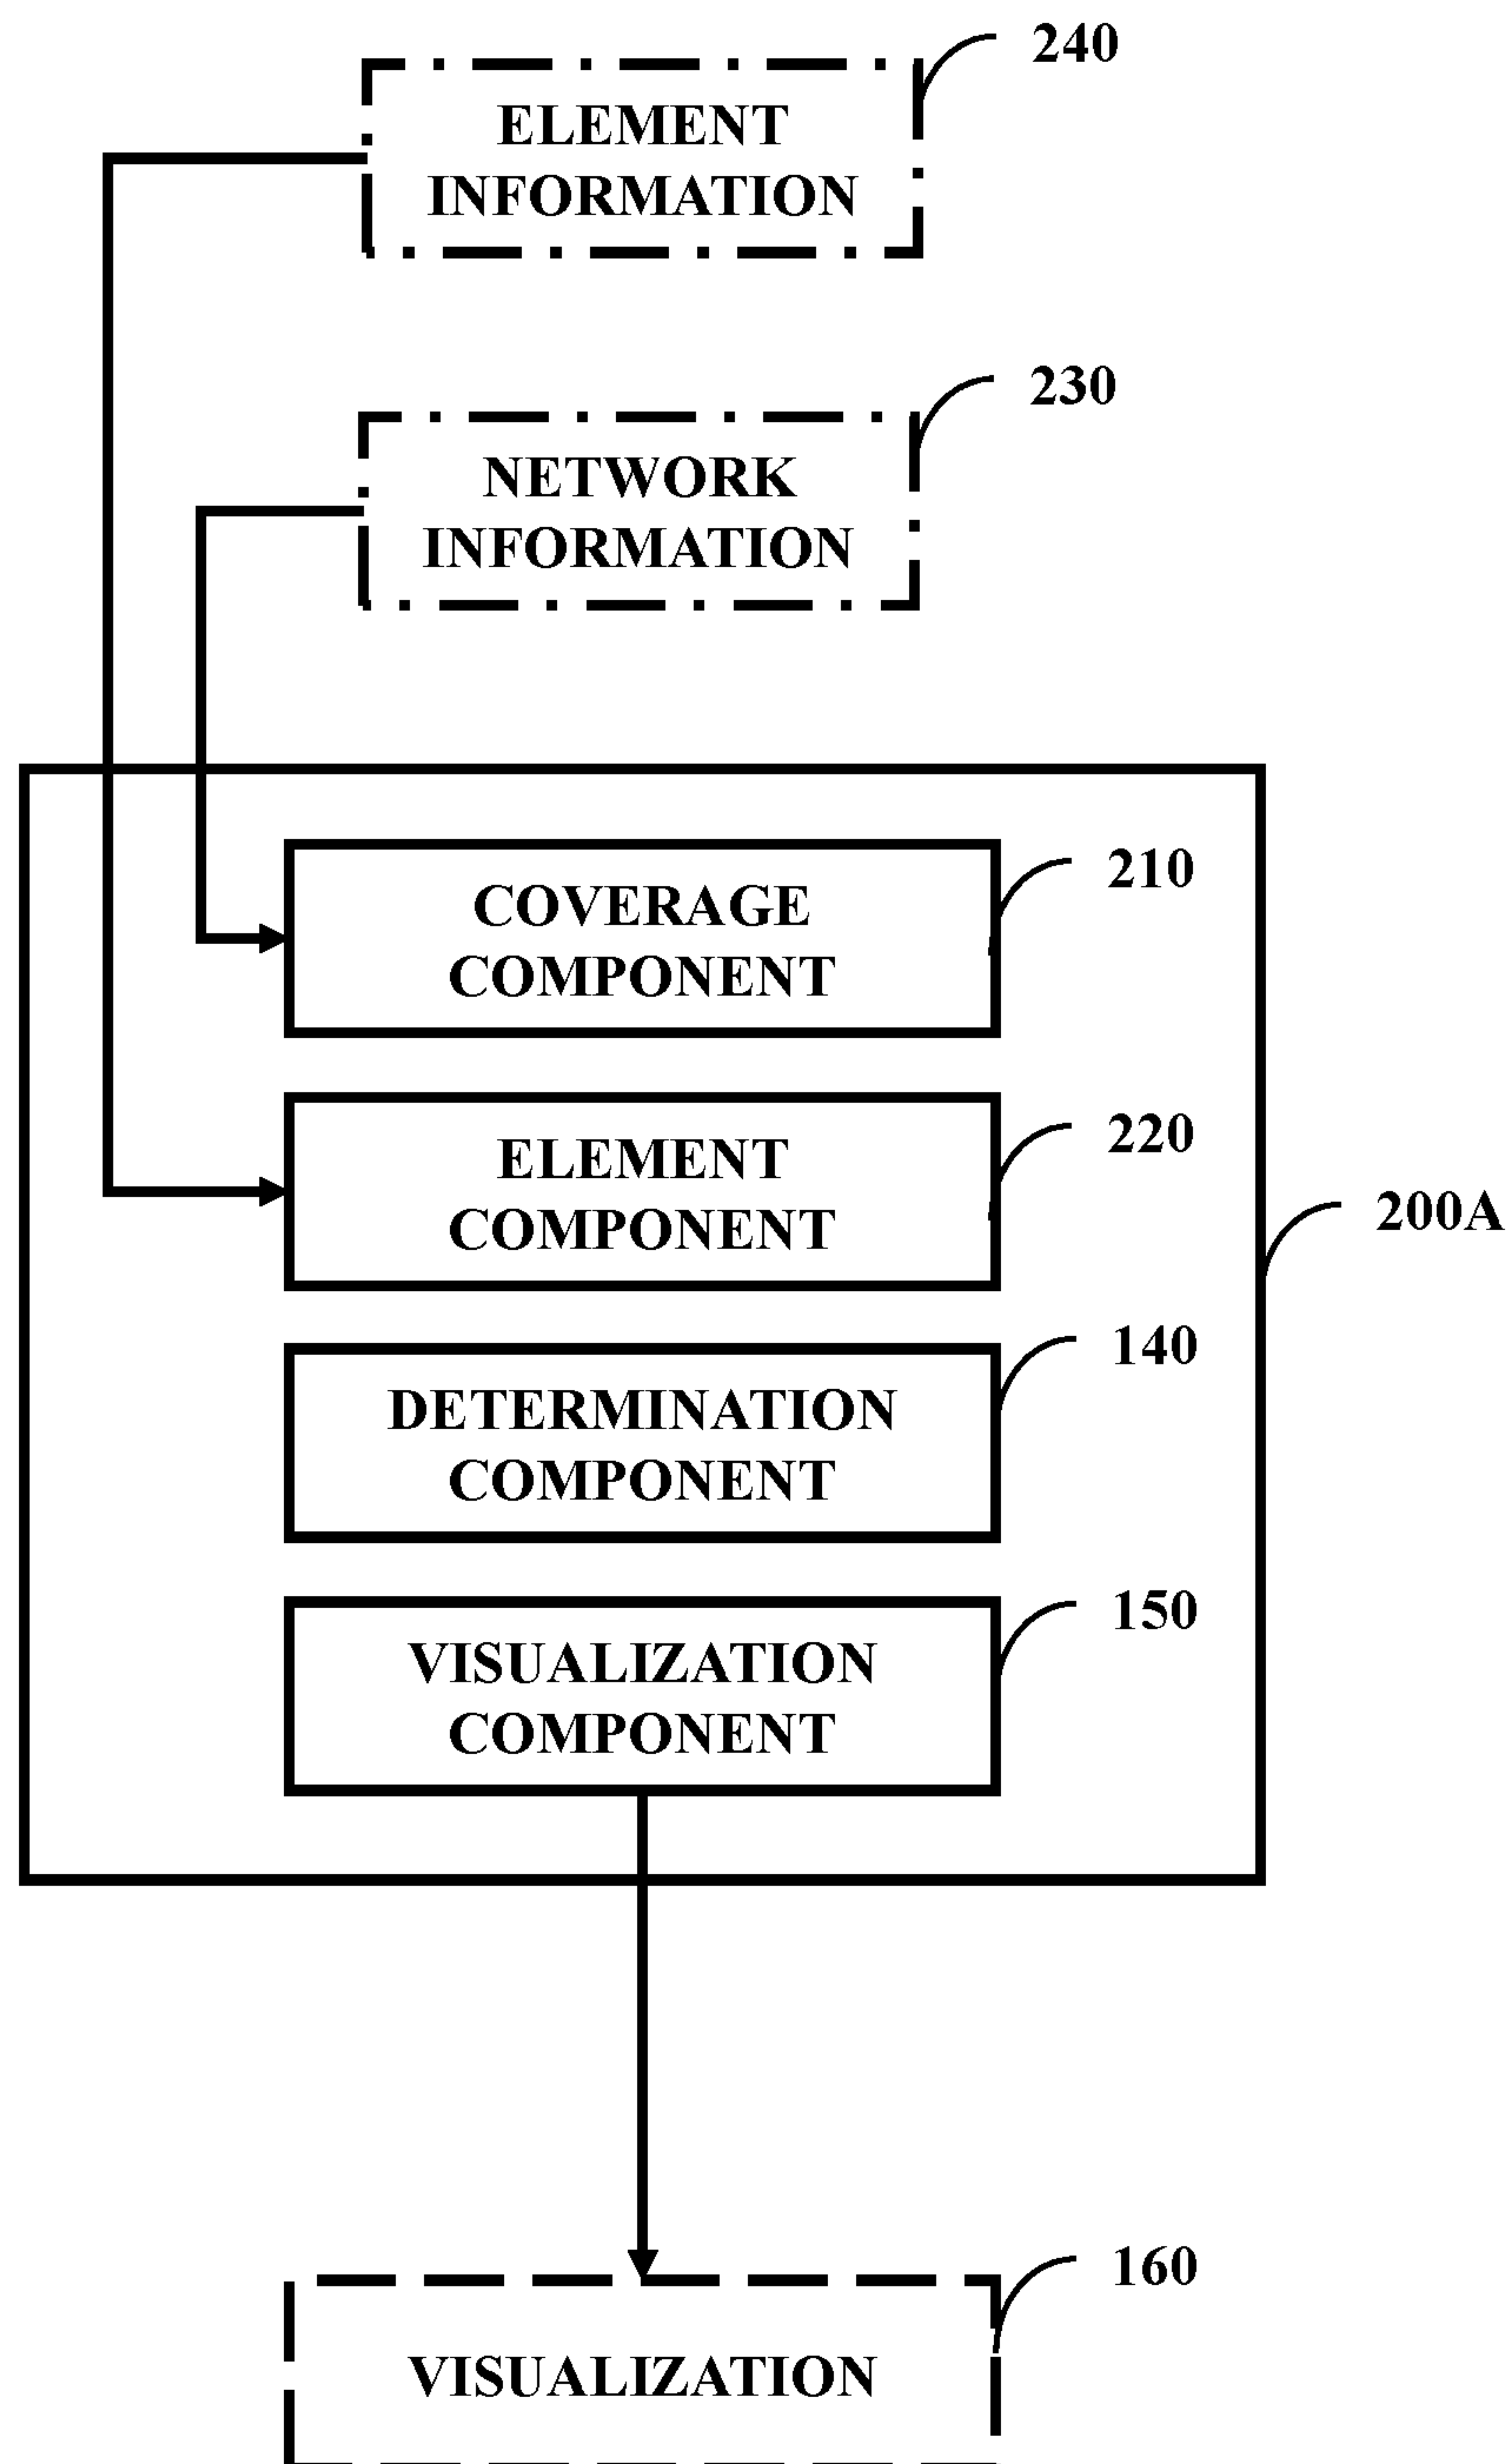 240
ELEMENT
INFORMATION
230
NETWORK
INFORMATION
210
COVERAGE
COMPONENT
220
ELEMENT
COMPONENT
200A
140
DETERMINATION
COMPONENT
150
VISUALIZATION
COMPONENT
160
VISUALIZATION